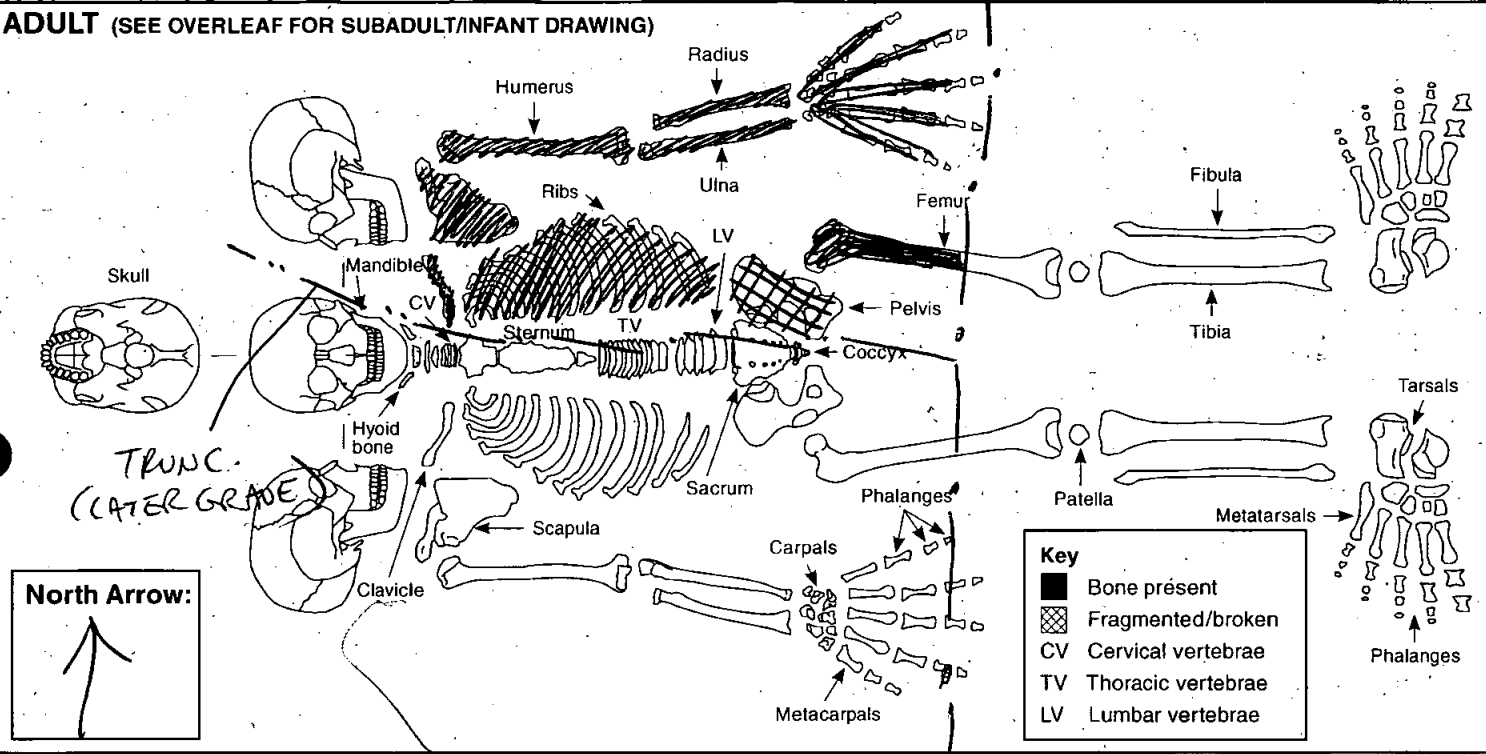 ADULT (SEE OVERLEAF FOR SUBADULT/INFANT DRAWING)
Radius
Humerus
Ulna
Ribs
Fibula
Femur
LV
Mandible
Skull
CV
Sternum
TV
Pelvis
Coccyx
Tibia
Tarsals
Hyoid
bone
TRUNC.
(LATER GRAVE)
Sacrum
Phalanges
Patella
Metatarsals
Scapula
Carpals
Clavicle
North Arrow:
Key
Bone present
Fragmented/broken
CV Cervical vertebrae
TV Thoracic vertebrae
LV Lumbar vertebrae
Phalanges
Metacarpals